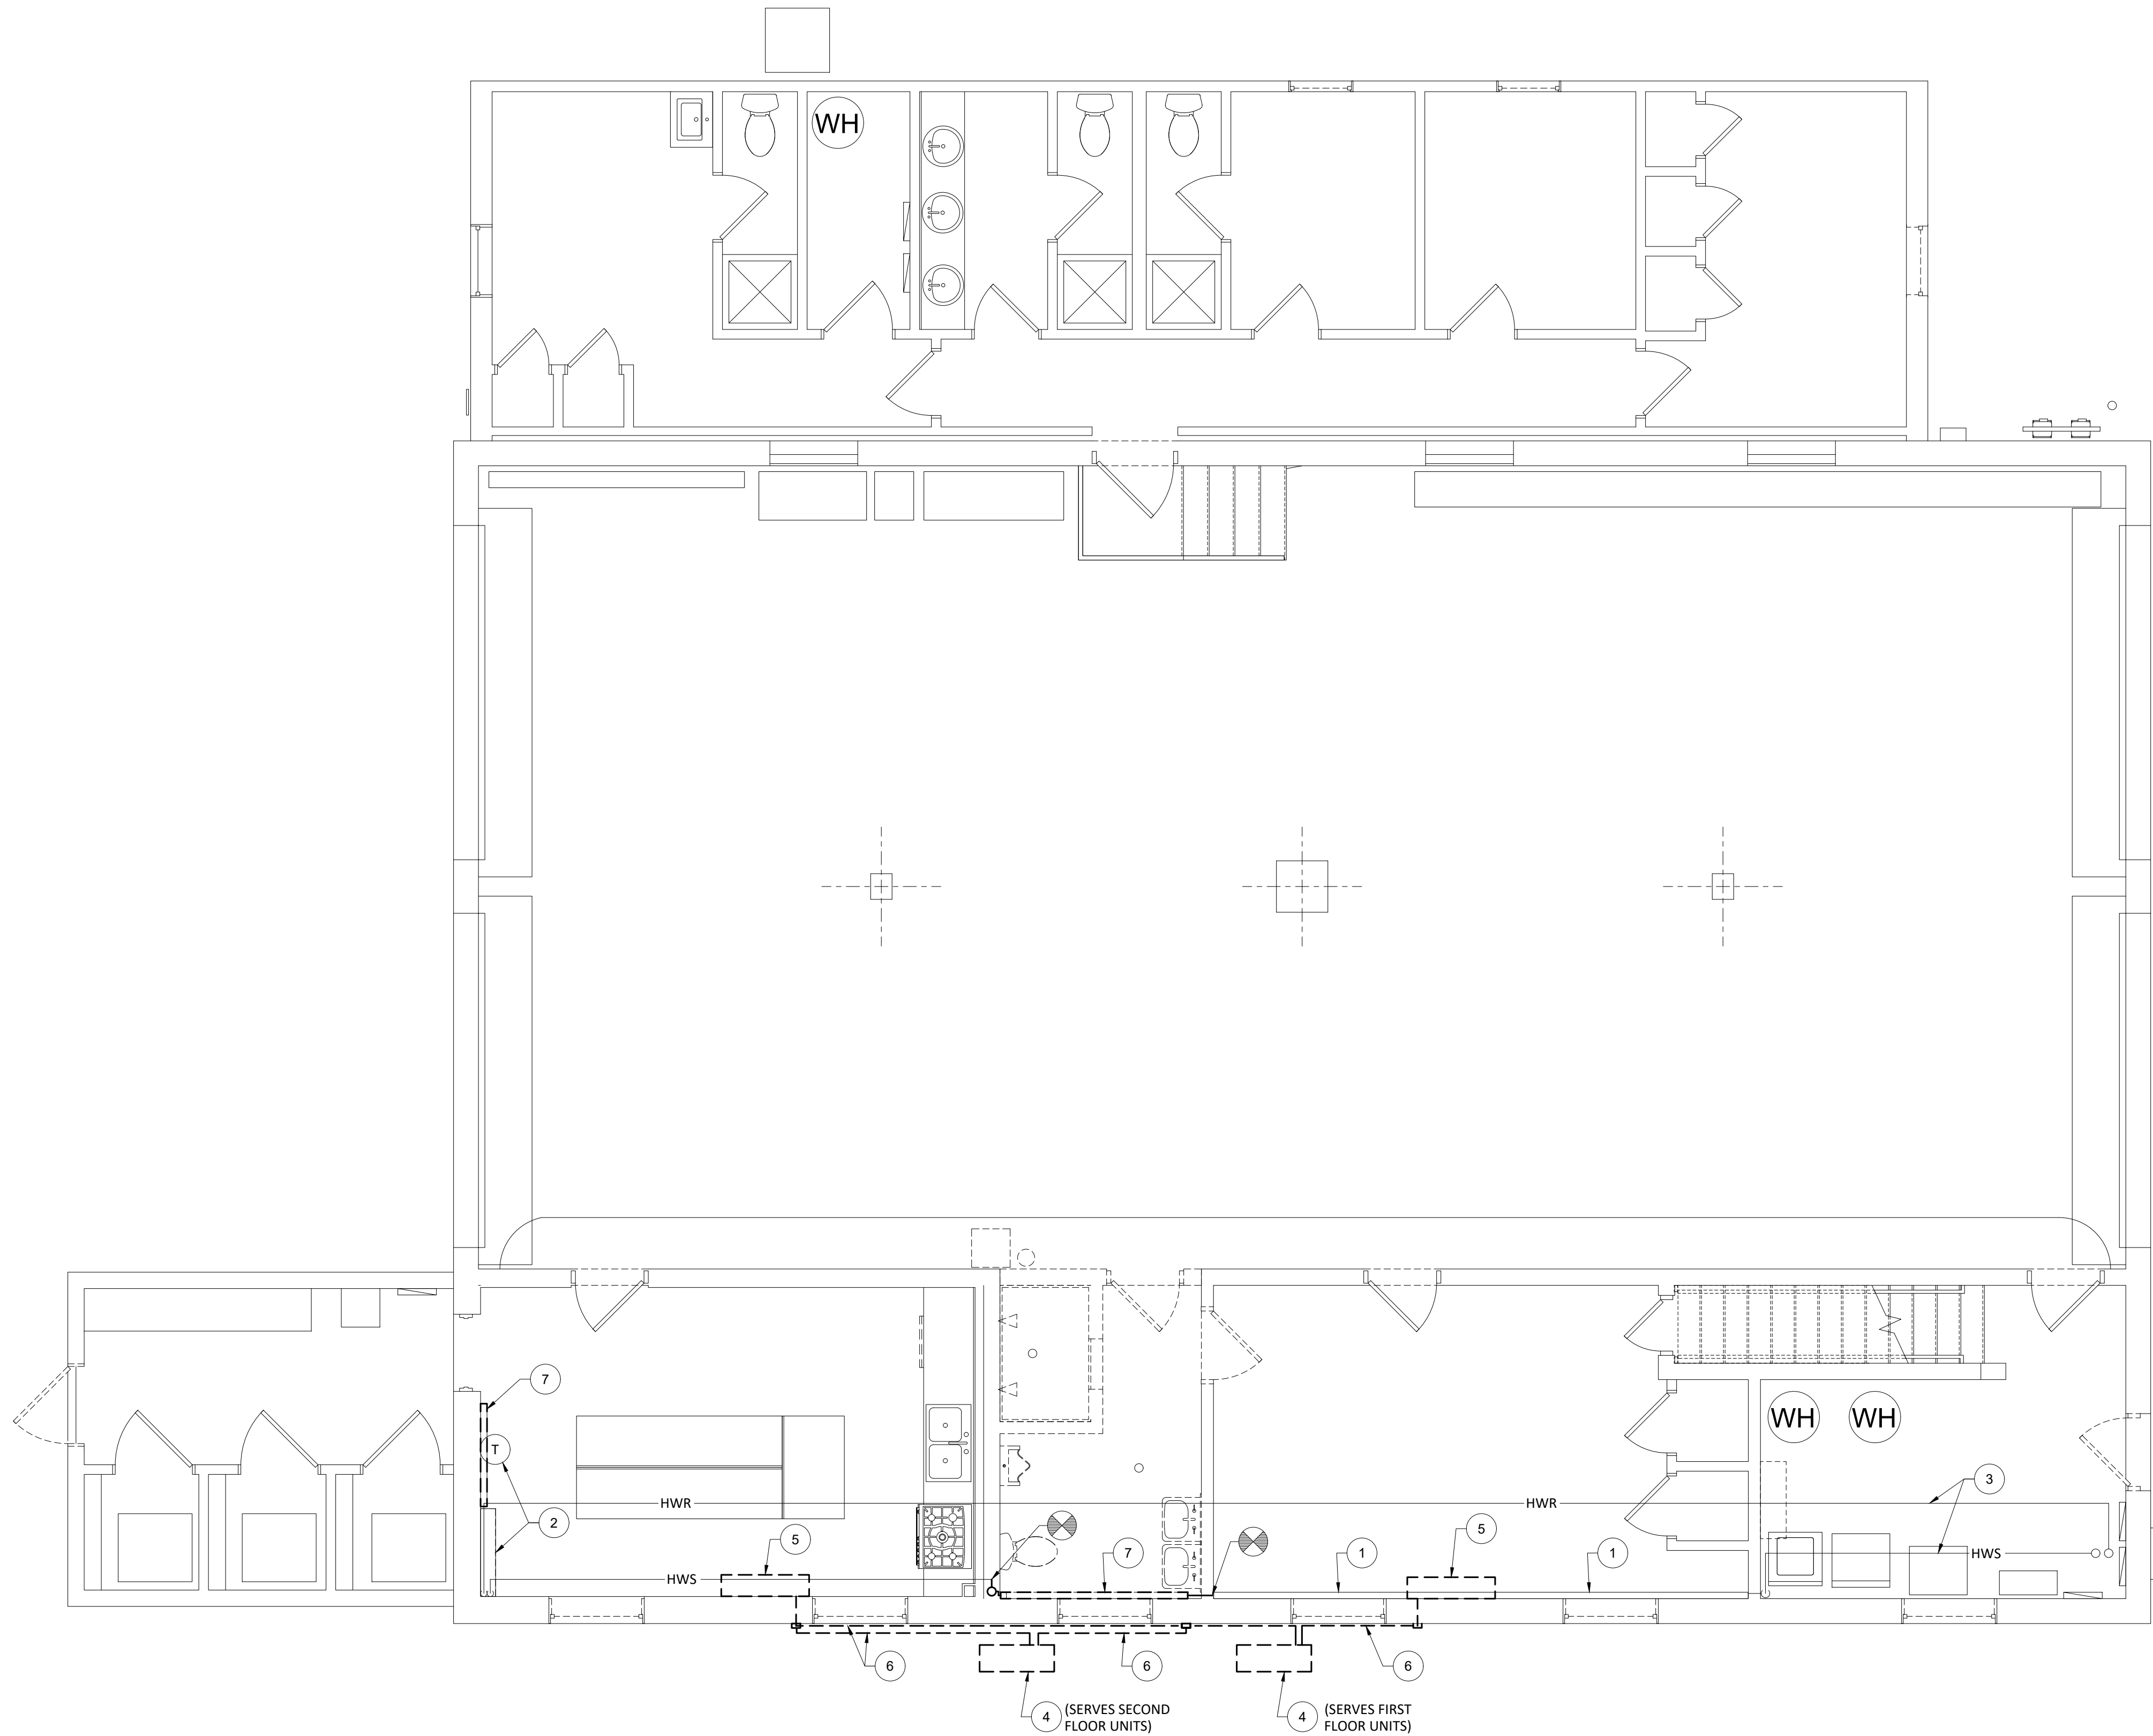 WH
7
WH
WH
T
3
HWR
HWR
2
5
5
7
1
1
HWS
HWS
6
6
6
4
(SERVES SECOND
FLOOR UNITS)
4
(SERVES FIRST
FLOOR UNITS)